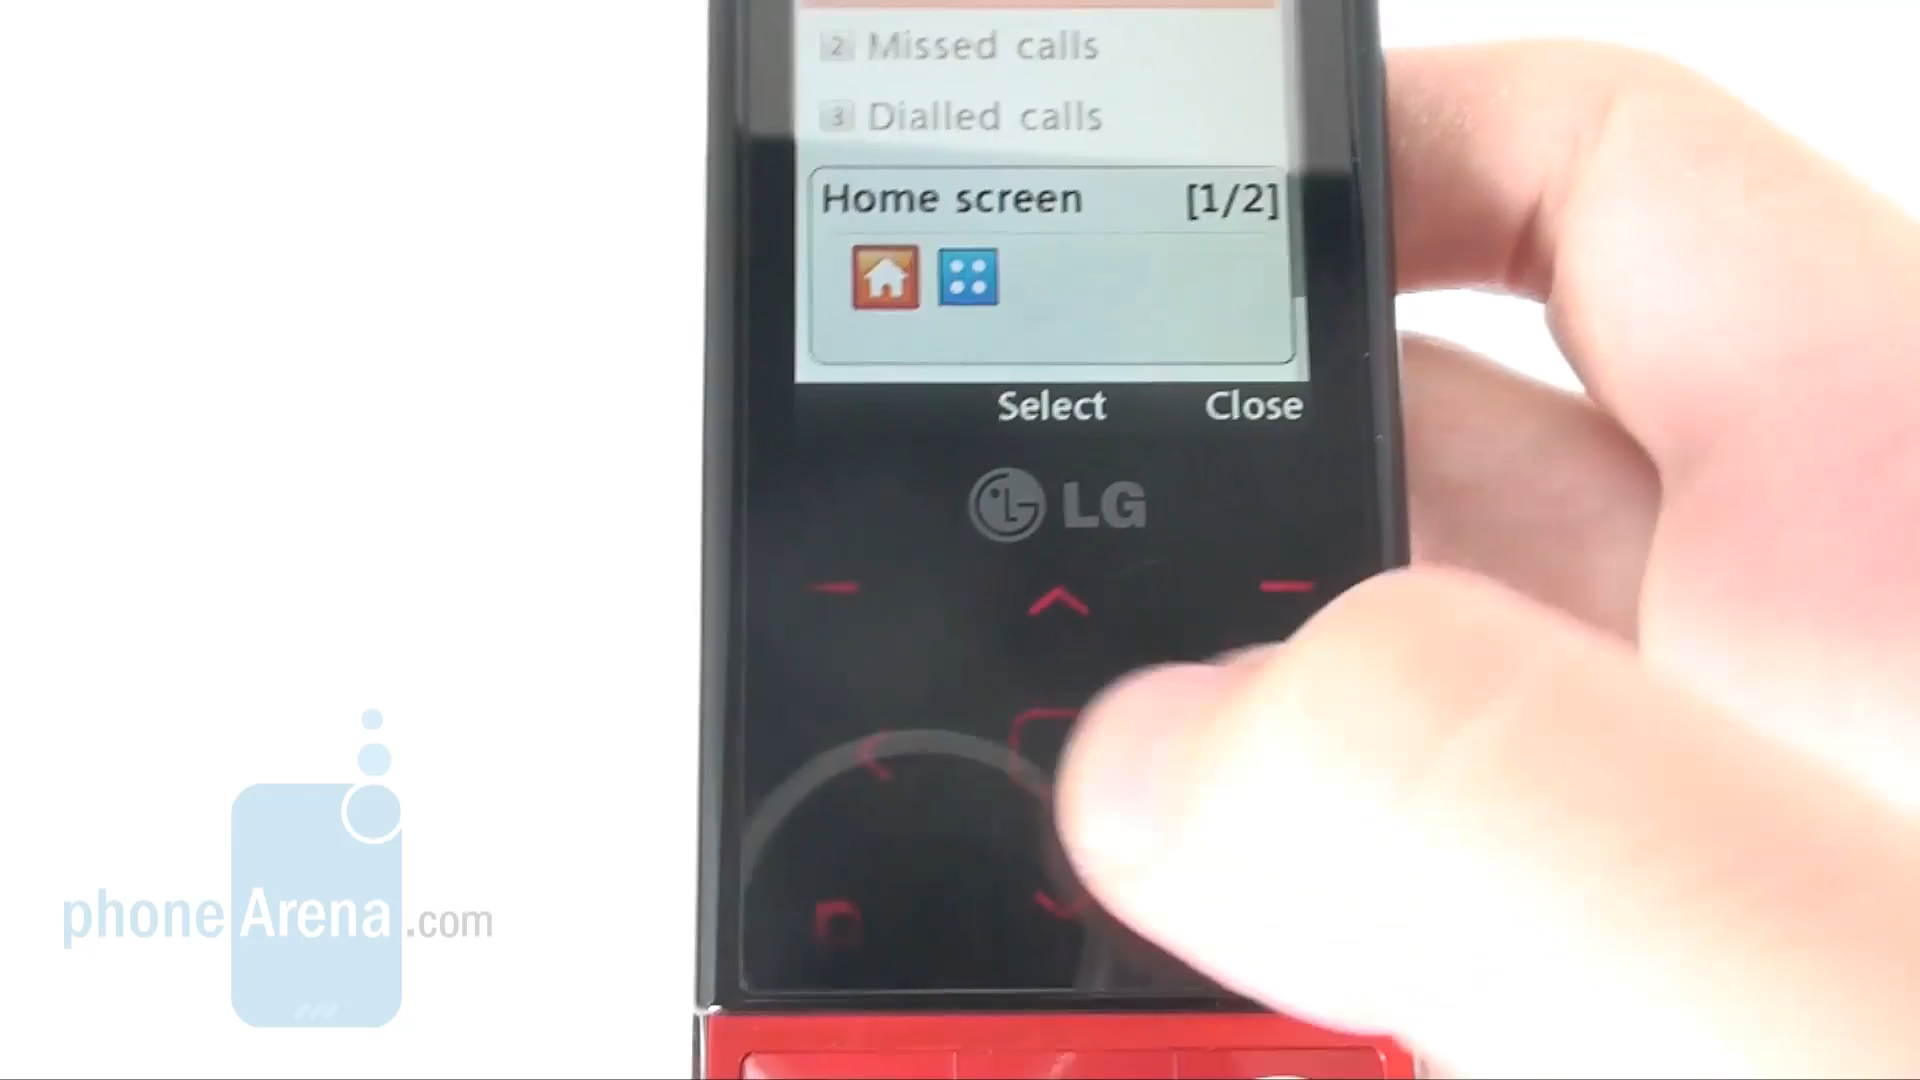 2 Missed calls
3 Dialled calls
Home screen [1/2]
Select Close
LG
phoneArena.com